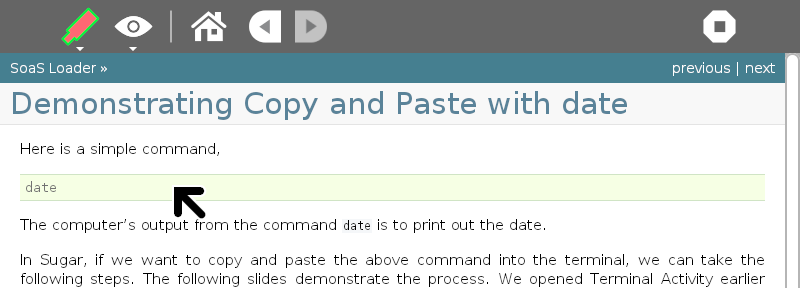 SoaS Loader »
previous | next
Demonstrating Copy and Paste with date
Here is a simple command,
date
The computer's output from the command date is to print out the date.
In Sugar, if we want to copy and paste the above command into the terminal, we can take the
following steps. The following slides demonstrate the process. We opened Terminal Activity earlier